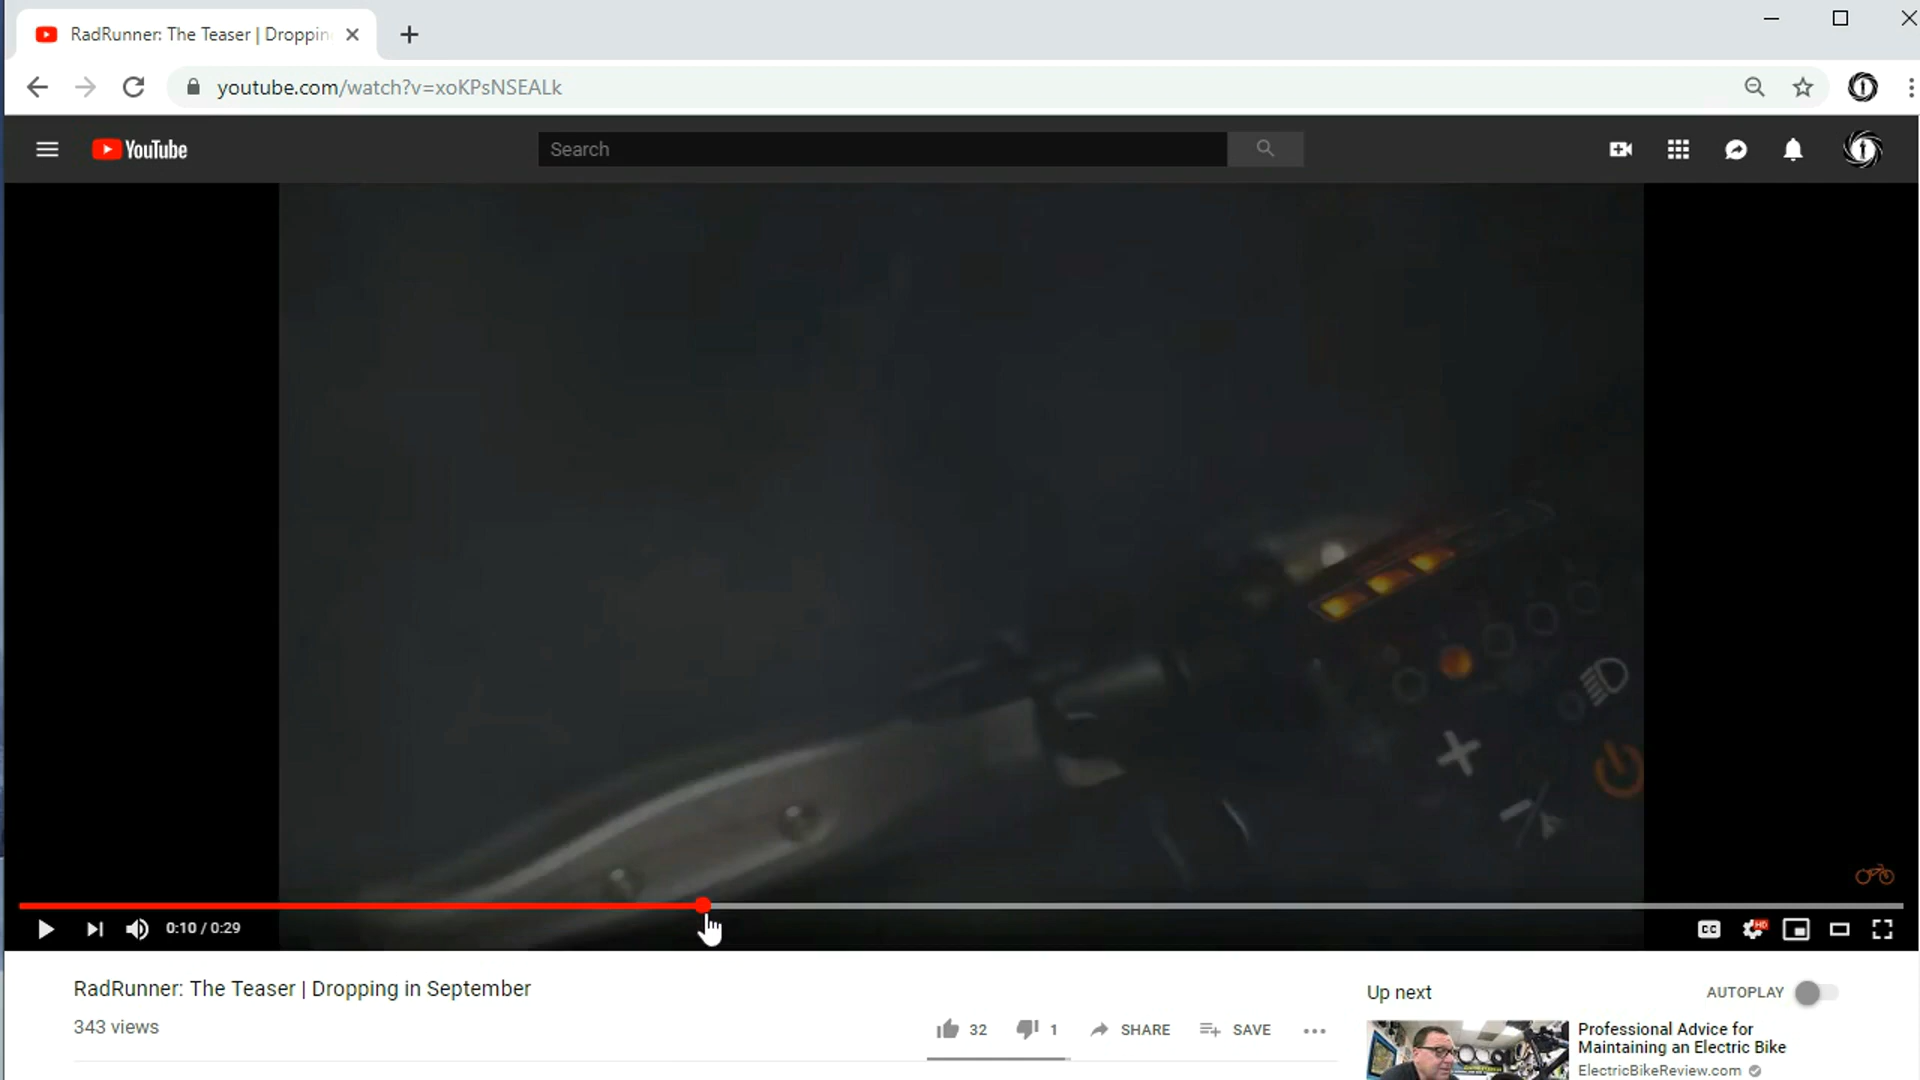 RadRunner: The Teaser | Droppin
youtube.com/watch?v=xoKPsNSEALk
YouTube
Search
0:10 / 0:29
CC
HD
RadRunner: The Teaser | Dropping in September
343 views
32
1
SHARE
SAVE
Up next
AUTOPLAY
Professional Advice for
Maintaining an Electric Bike
ElectricBikeReview.com